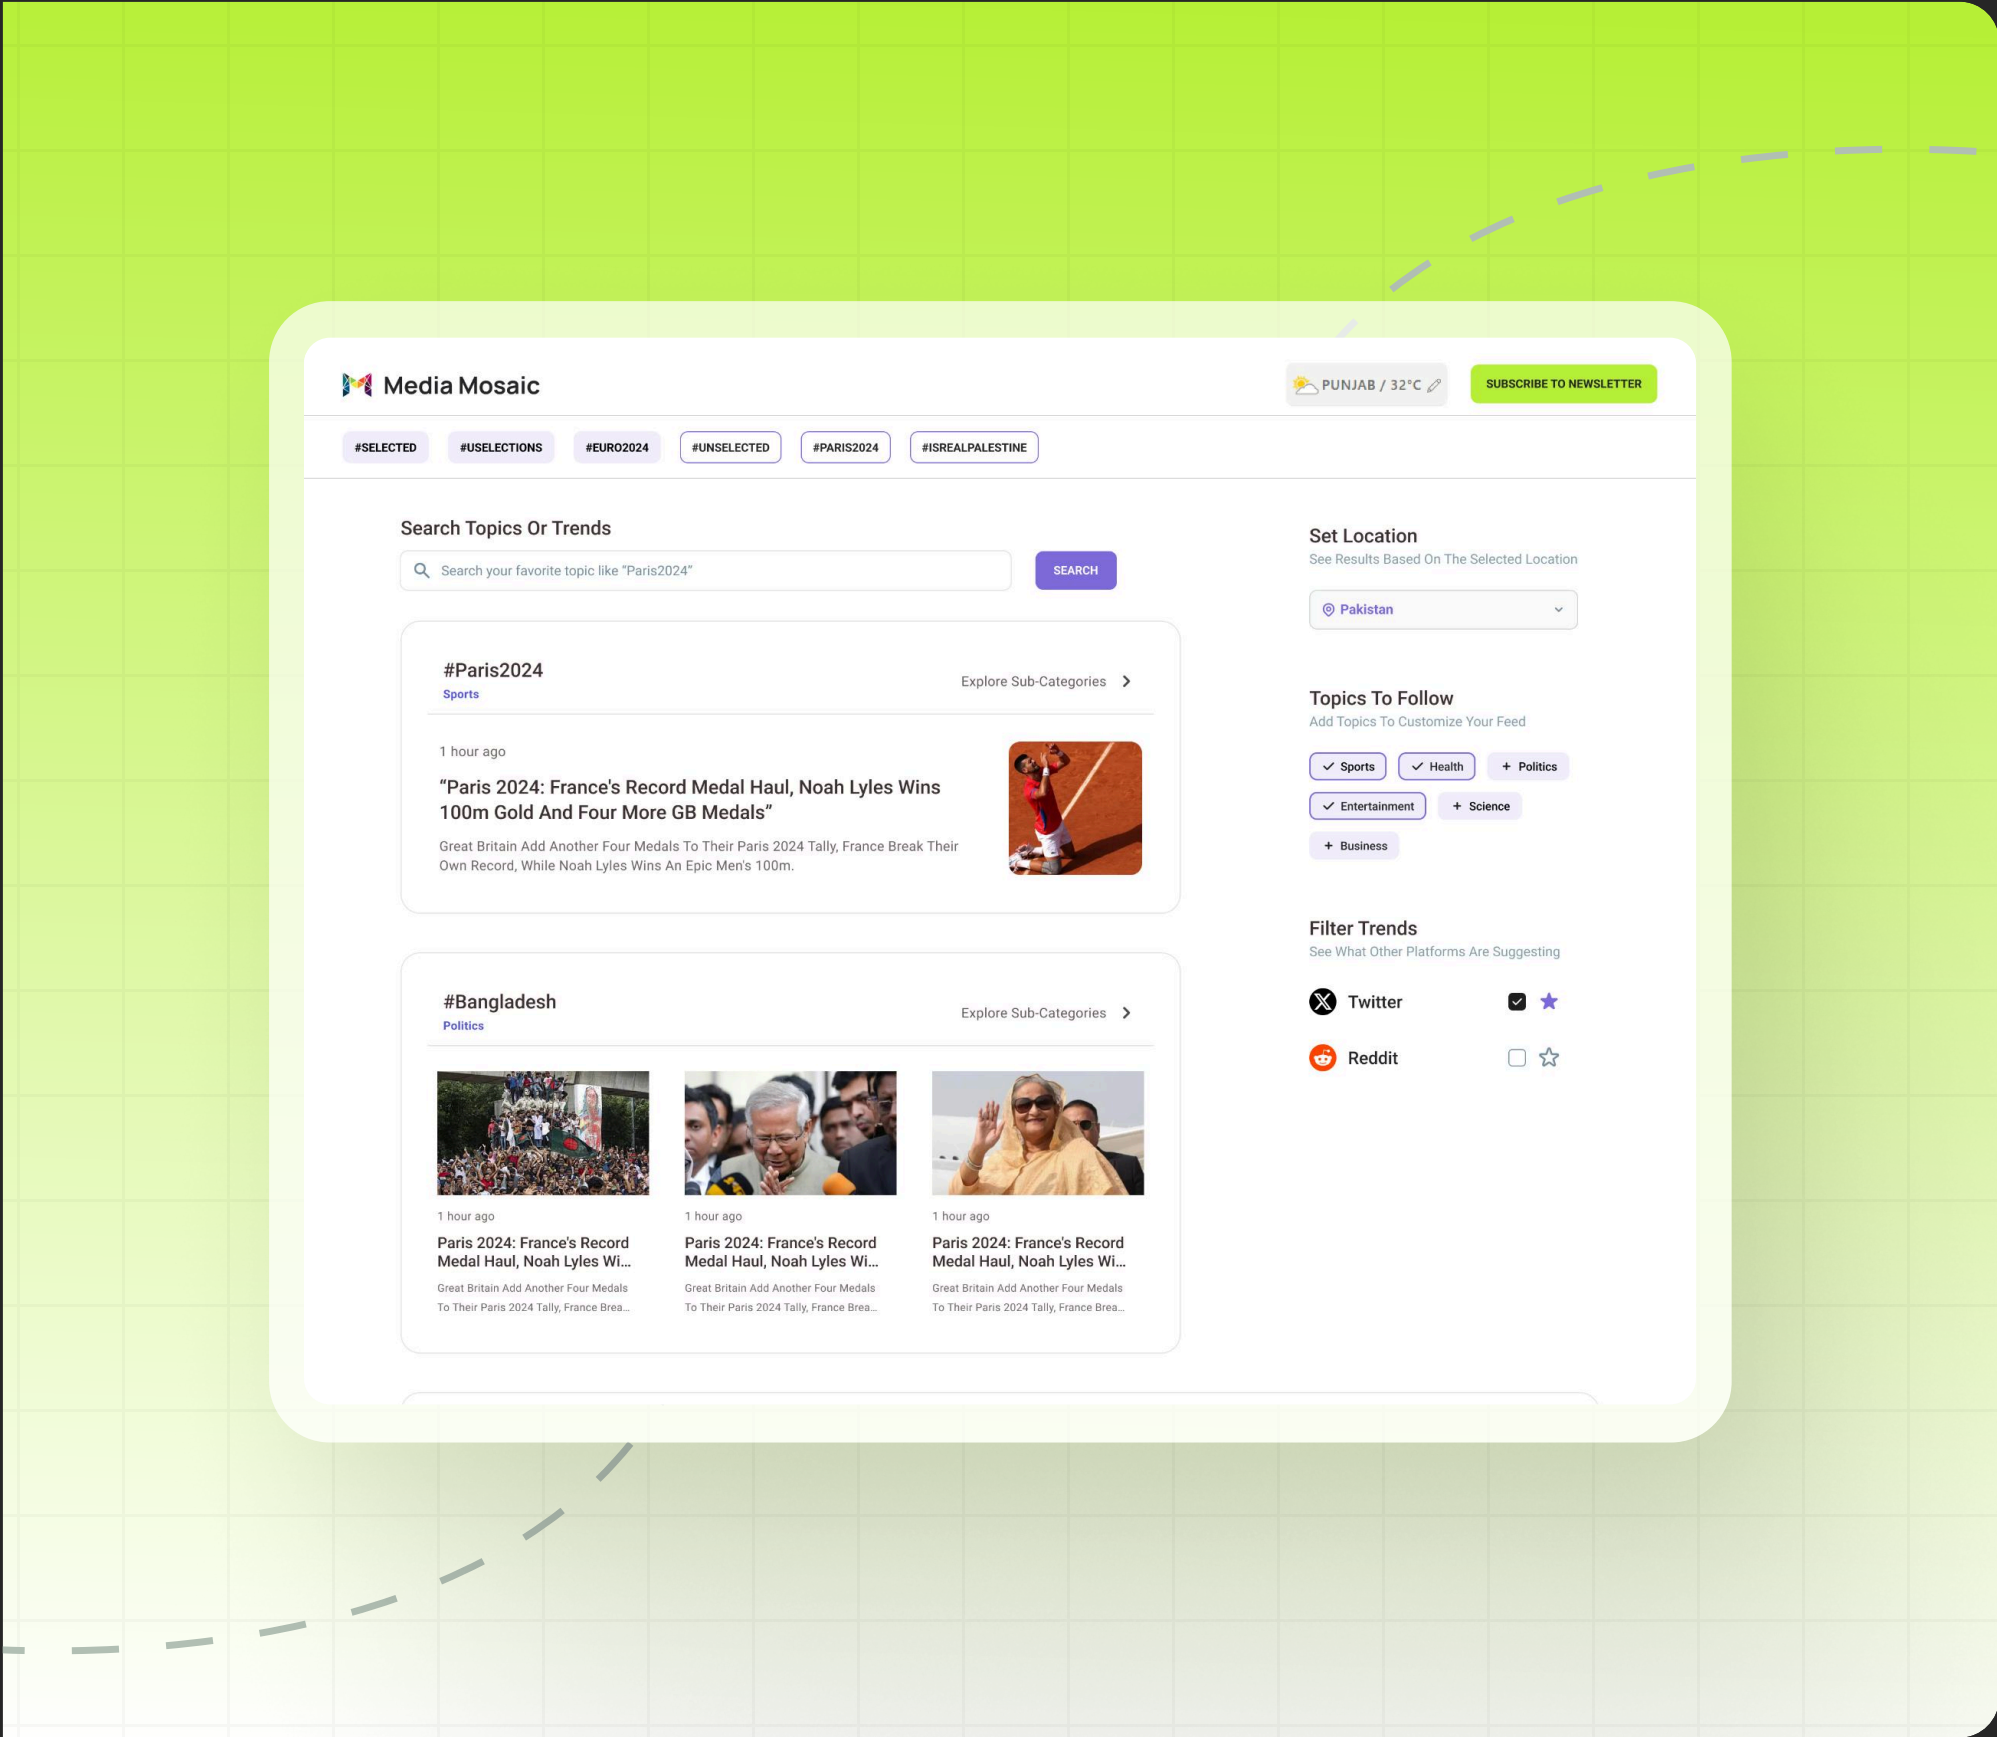 Media Mosaic
PUNJAB / 32°C
SUBSCRIBE TO NEWSLETTER
#SELECTED
#USELECTIONS
#EURO2024
#UNSELECTED
#PARIS2024
#ISREALPALESTINE
Search Topics Or Trends
Search your favorite topic like "Paris2024"
SEARCH
#Paris2024
Sports
Explore Sub-Categories
1 hour ago
“Paris 2024: France's Record Medal Haul, Noah Lyles Wins
100m Gold And Four More GB Medals”
Great Britain Add Another Four Medals To Their Paris 2024 Tally, France Break Their
Own Record, While Noah Lyles Wins An Epic Men's 100m.
#Bangladesh
Politics
Explore Sub-Categories
1 hour ago
Paris 2024: France's Record
Medal Haul, Noah Lyles Wi...
Great Britain Add Another Four Medals
To Their Paris 2024 Tally, France Brea...
1 hour ago
Paris 2024: France's Record
Medal Haul, Noah Lyles Wi...
Great Britain Add Another Four Medals
To Their Paris 2024 Tally, France Brea...
1 hour ago
Paris 2024: France's Record
Medal Haul, Noah Lyles Wi...
Great Britain Add Another Four Medals
To Their Paris 2024 Tally, France Brea...
Set Location
See Results Based On The Selected Location
Pakistan
Topics To Follow
Add Topics To Customize Your Feed
Sports
Health
+ Politics
Entertainment
+ Science
+ Business
Filter Trends
See What Other Platforms Are Suggesting
Twitter
Reddit